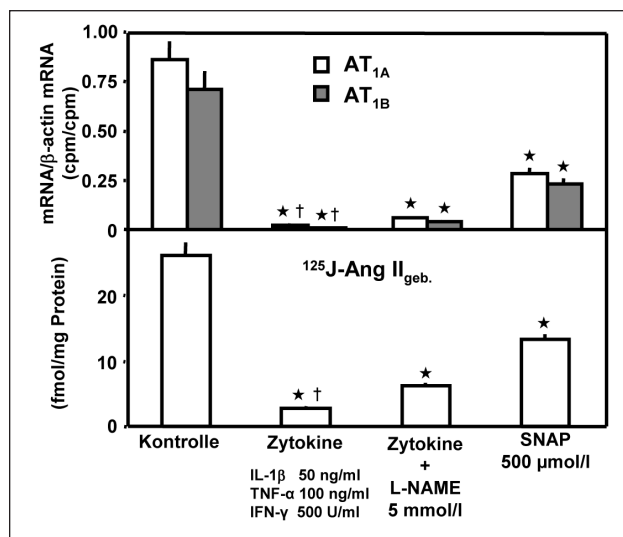 mRNA/β-actin mRNA
(cpm/cpm)
1.00
0.75
0.50
0.25
0
AT1A
AT1B
★ † ★ †
★ ★
★ ★
(fmol/mg Protein)
20
10
0
125J-Ang IIgeb.
★ †
★
★
Kontrolle
Zytokine
IL-1β 50 ng/ml
TNF-α 100 ng/ml
IFN-γ 500 U/ml
Zytokine
+
L-NAME
5 mmol/l
SNAP
500 µmol/l